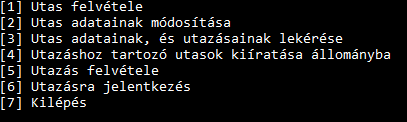 [1] Utas felvétele
[2] Utas adatainak módosítása
[3] Utas adatainak, és utazásainak lekérése
[4] Utazáshoz tartozó utasok kiíratása állományba
[5] Utazás felvétele
[6] Utazásra jelentkezés
[7] Kilépés